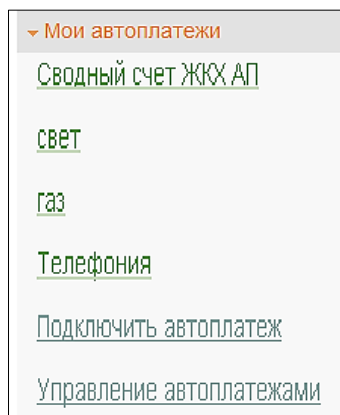 Мои автоплатежи
Сводный счет ЖКХ АП
свет
газ
Телефония
Подключить автоплатеж
Управление автоплатежами